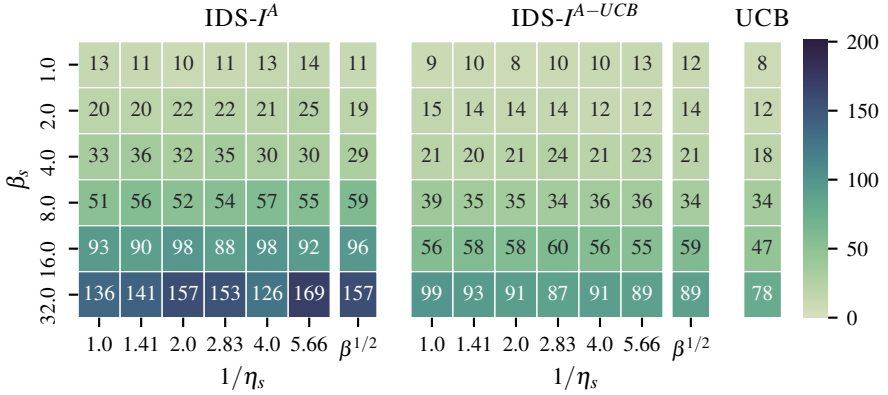 IDS-I^A IDS-I^{A−UCB} UCB
1.0 13 11 10 11 13 14 11 9 10 8 10 10 13 12 8
2.0 20 20 22 22 21 25 19 15 14 14 14 12 12 14 12
4.0 33 36 32 35 30 30 29 21 20 21 24 21 23 21 18
8.0 51 56 52 54 57 55 59 39 35 35 34 36 36 34 34
16.0 93 90 98 88 98 92 96 56 58 58 60 56 55 59 47
32.0 136 141 157 153 126 169 157 99 93 91 87 91 89 89 78
β_s
1.0 1.41 2.0 2.83 4.0 5.66 β^{1/2} 1.0 1.41 2.0 2.83 4.0 5.66 β^{1/2}
1/η_s 1/η_s
200
150
100
50
0